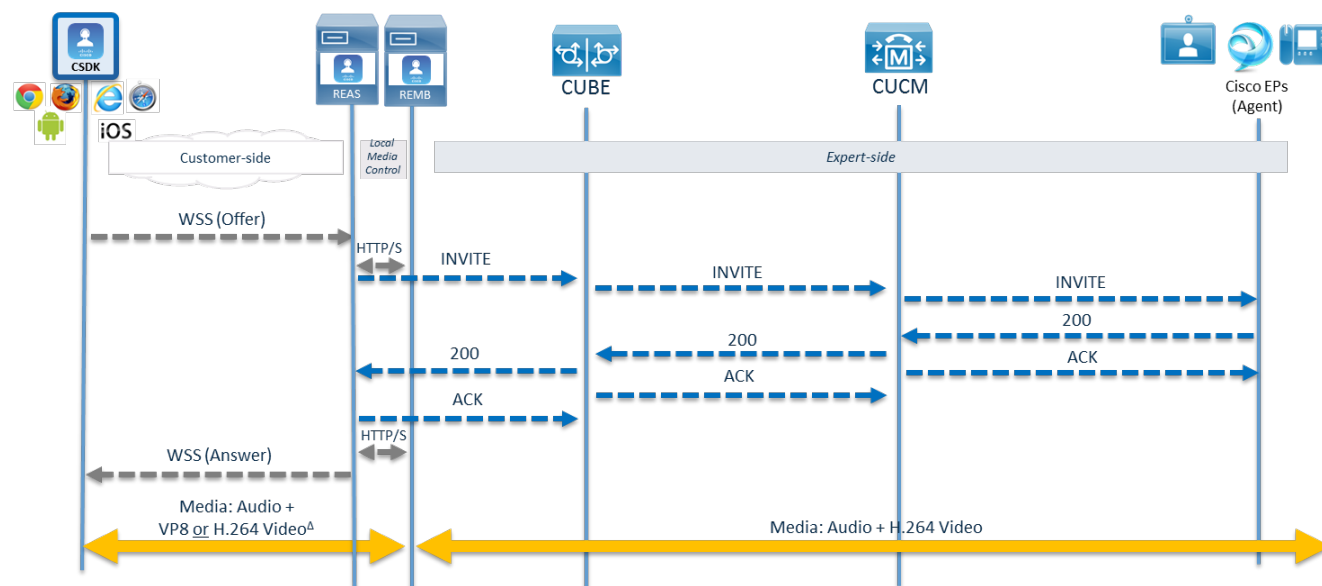 CSDK
REAS
REMB
CUBE
CUCM
M
Cisco EPs
(Agent)
iOS
Customer-side
Local
Media
Control
Expert-side
WSS (Offer)
HTTP/S
INVITE
INVITE
INVITE
200
200
200
ACK
ACK
ACK
HTTP/S
WSS (Answer)
Media: Audio +
VP8 or H.264 VideoΔ
Media: Audio + H.264 Video